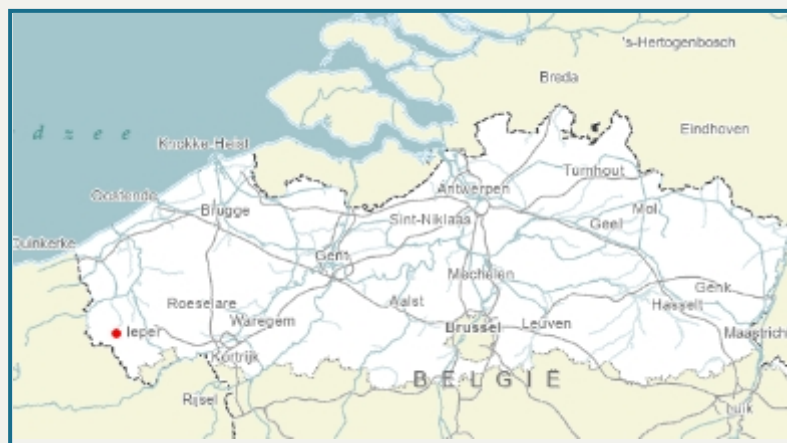 's-Hertogenbosch
Breda
d z e e
Eindhoven
Knokke-Heist
Turnhout
Antwerpen
Oostende
Mol
Brugge
Sint-Niklaas
Geel
Duinkerke
Gent
Mechelen
Genk
Roeselare
Aalst
Hasselt
Waregem
Ieper
Brussel
Leuven
Maastrich
Kortrijk
BELGIË
Rijsel
Luik